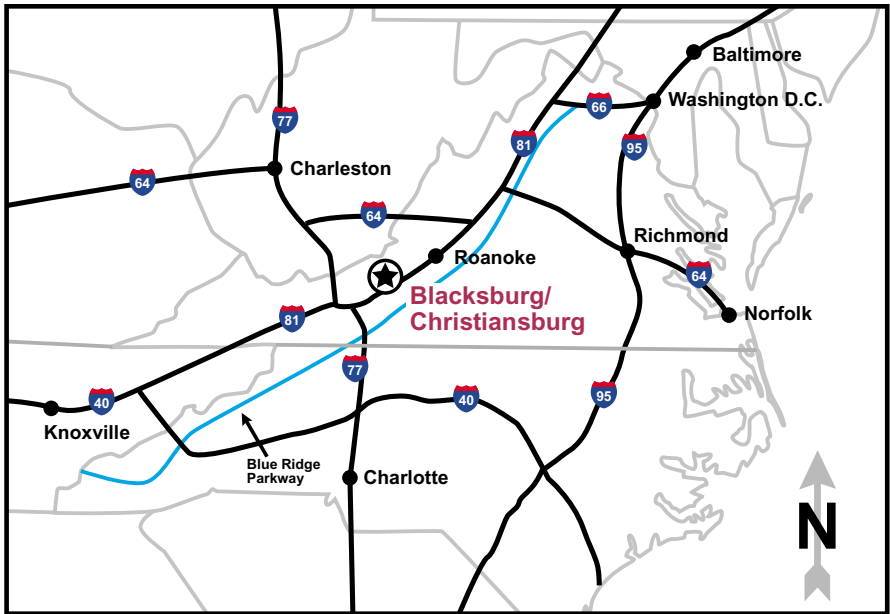 Baltimore
66
Washington D.C.
77
81
95
Charleston
64
64
Richmond
Roanoke
64
Blacksburg/
Christiansburg
Norfolk
81
77
95
40
40
Knoxville
Blue Ridge
Parkway
Charlotte
N